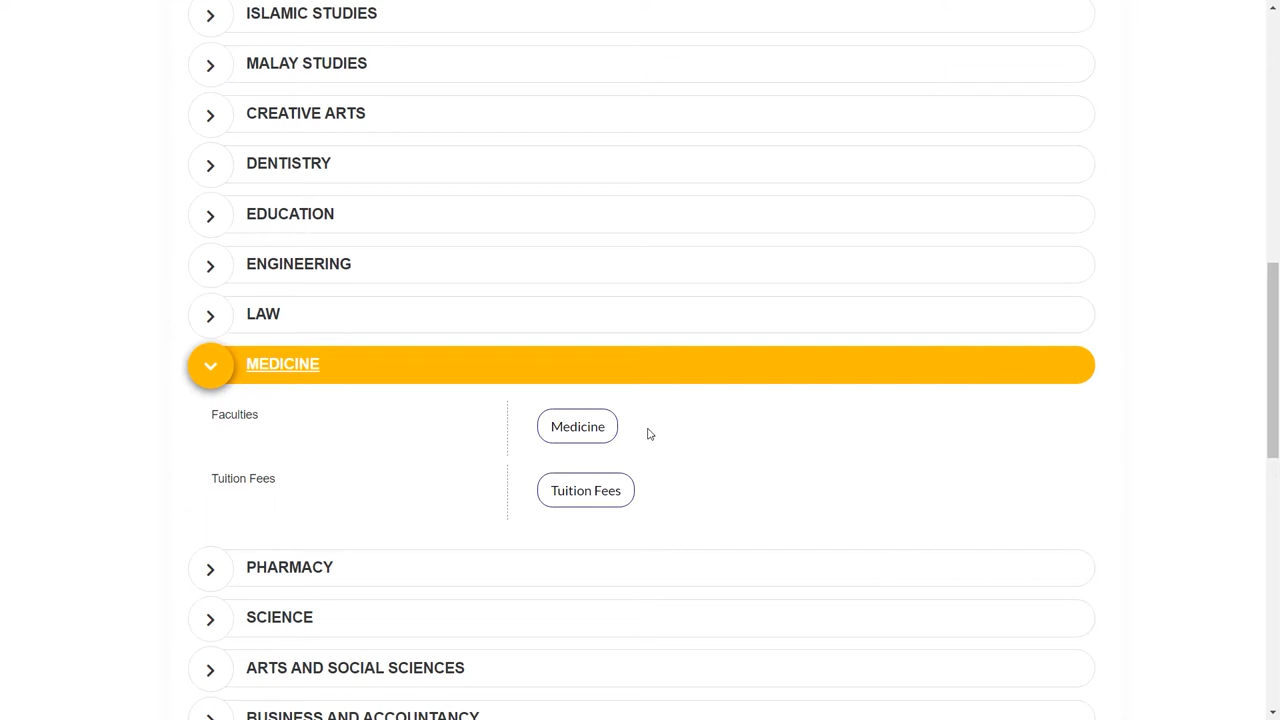 ISLAMIC STUDIES
MALAY STUDIES
CREATIVE ARTS
DENTISTRY
EDUCATION
ENGINEERING
LAW
MEDICINE
Faculties
Medicine
Tuition Fees
Tuition Fees
PHARMACY
SCIENCE
ARTS AND SOCIAL SCIENCES
BUSINESS AND ACCOUNTANCY